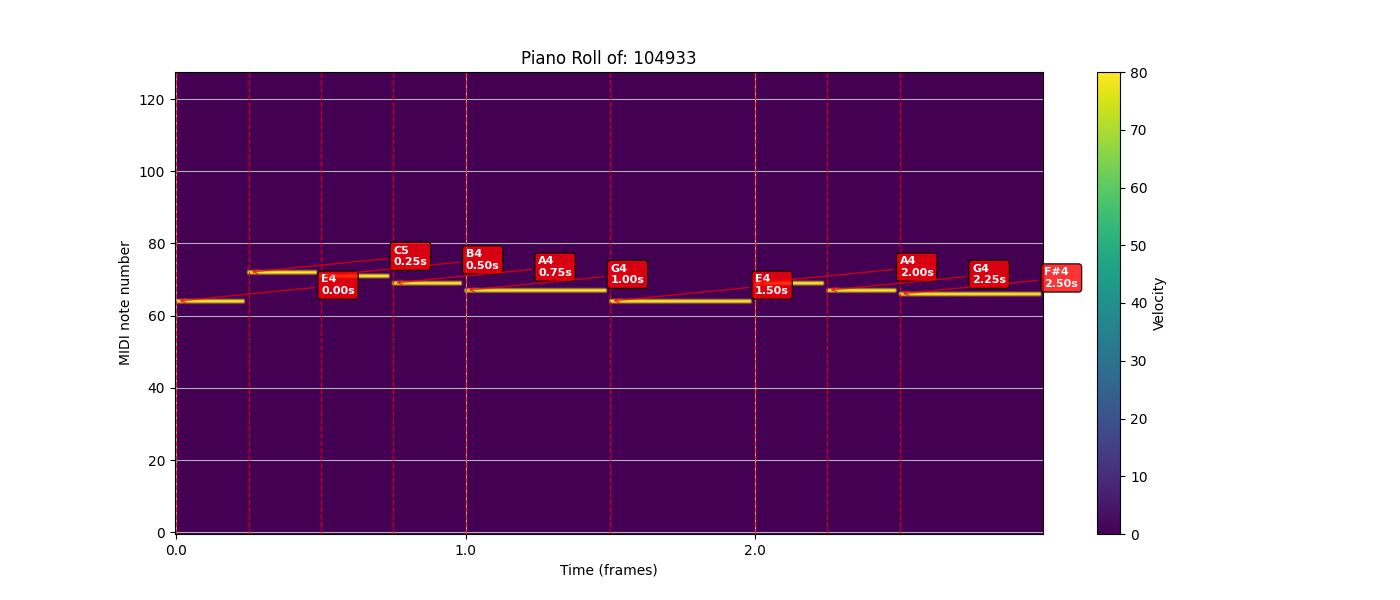 Piano Roll of: 104933
MIDI note number
120
100
80
60
40
20
0
C5
0.25s
B4
0.50s
A4
0.75s
G4
1.00s
E4
0.00s
E4
1.50s
A4
2.00s
G4
2.25s
F#4
2.50s
0.0
1.0
2.0
Time (frames)
80
70
60
50
40
30
20
10
0
Velocity